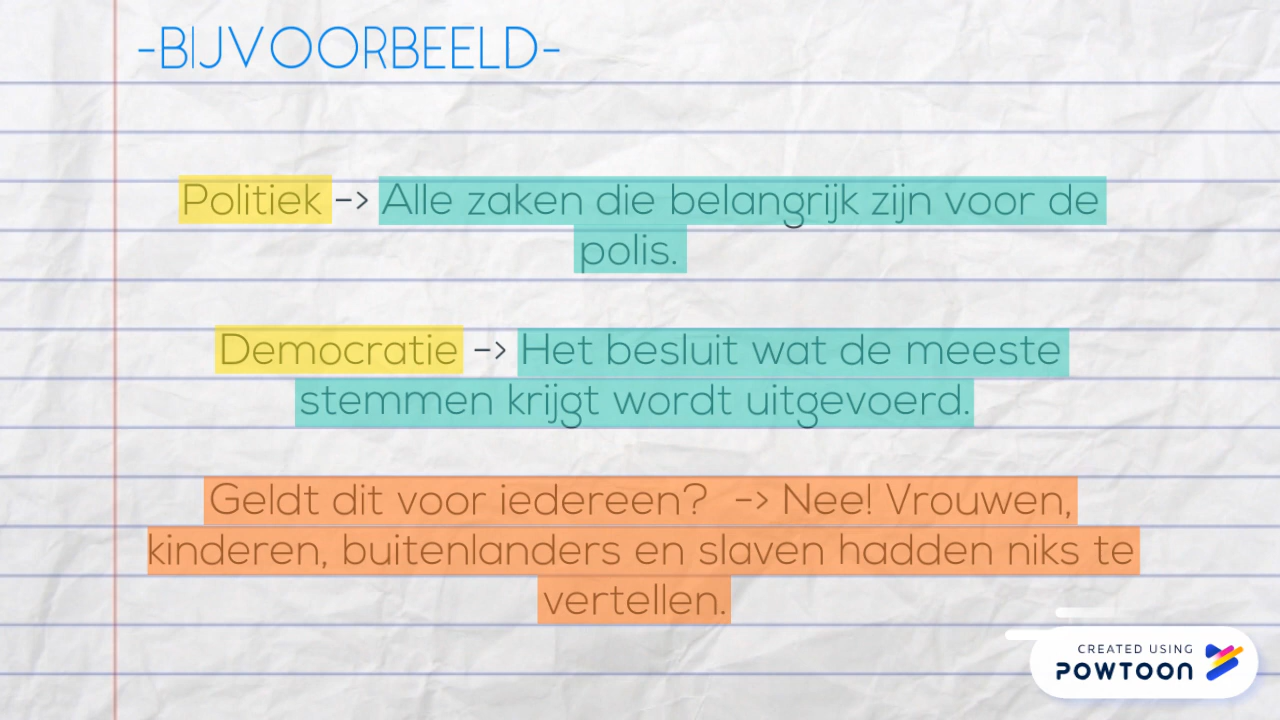 -BIJVOORBEELD-
Politiek -> Alle zaken die belangrijk zijn voor de
polis.
Democratie -> Het besluit wat de meeste
stemmen krijgt wordt uitgevoerd.
Geldt dit voor iedereen? -> Nee! Vrouwen,
kinderen, buitenlanders en slaven hadden niks te
vertellen.
CREATED USING
POWTOON